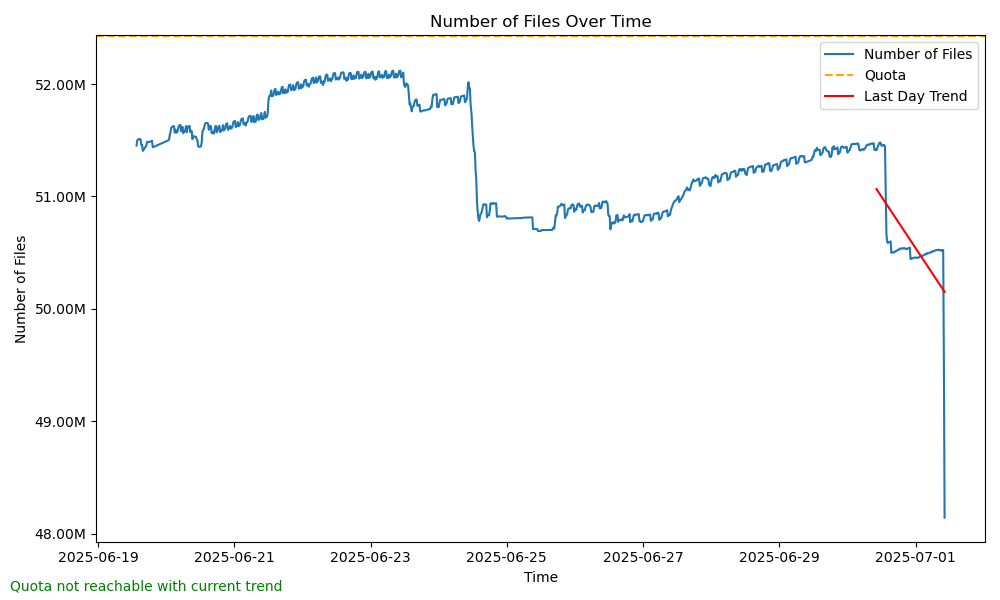 Number of Files Over Time
Number of Files
Quota
Last Day Trend
52.00M
51.00M
50.00M
49.00M
48.00M
Number of Files
2025-06-19
2025-06-21
2025-06-23
2025-06-25
2025-06-27
2025-06-29
2025-07-01
Time
Quota not reachable with current trend